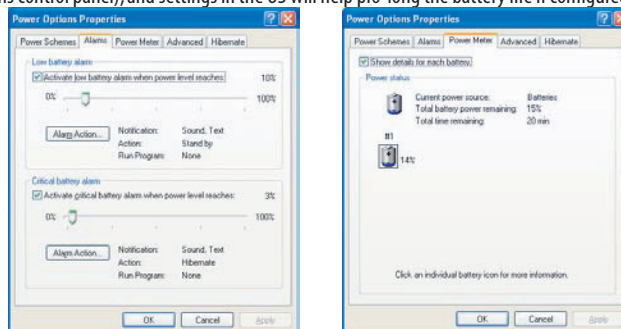 control panel), and settings in the OS will help pro-long the battery life if configured
Power Options Properties
Power Schemes Alarms Power Meter Advanced Hibernate
Low battery alarm
Activate low battery alarm when power level reaches: 10%
0% 100%
Alarm Action... Notification: Sound, Text
Action: Stand by
Run Program: None
Critical battery alarm
Activate critical battery alarm when power level reaches: 3%
0% 100%
Alarm Action... Notification: Sound, Text
Action: Hibernate
Run Program: None
OK Cancel Apply
Power Options Properties
Power Schemes Alarms Power Meter Advanced Hibernate
Show details for each battery.
Power status
Current power source: Batteries
Total battery power remaining: 15%
Total time remaining: 20 min
#1
14%
Click an individual battery icon for more information.
OK Cancel Apply